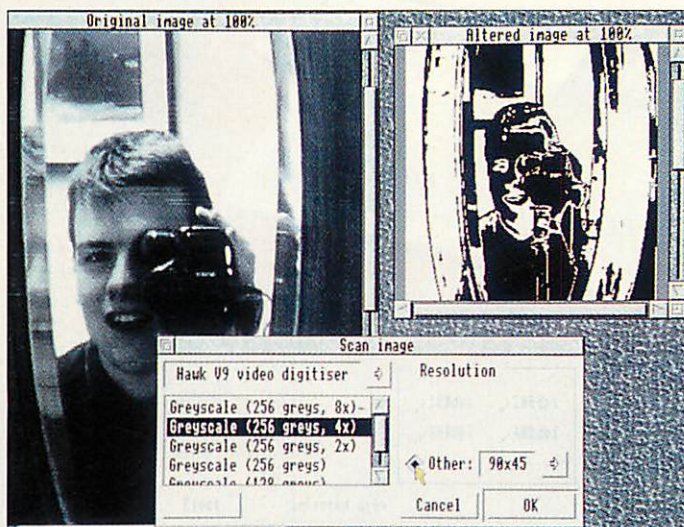 Original image at 100%
Altered image at 100%
Scan image
Hawk V9 video digitiser
Resolution
Greyscale (256 greys, 8x)
Greyscale (256 greys, 4x)
Greyscale (256 greys, 2x)
Greyscale (256 greys)
Other: 90x45
Cancel
OK